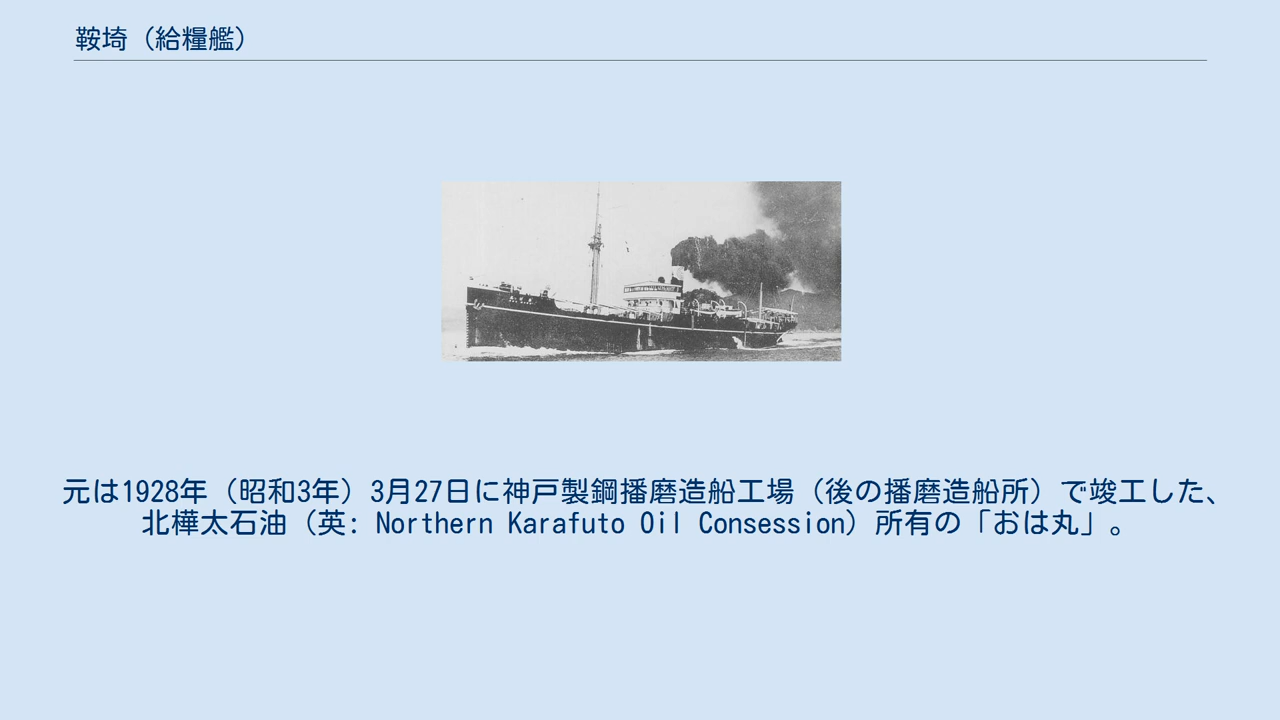 鞍埼（給糧艦）
元は1928年（昭和3年）3月27日に神戸製鋼播磨造船工場（後の播磨造船所）で竣工した、
北樺太石油（英: Northern Karafuto Oil Consession）所有の「おは丸」。